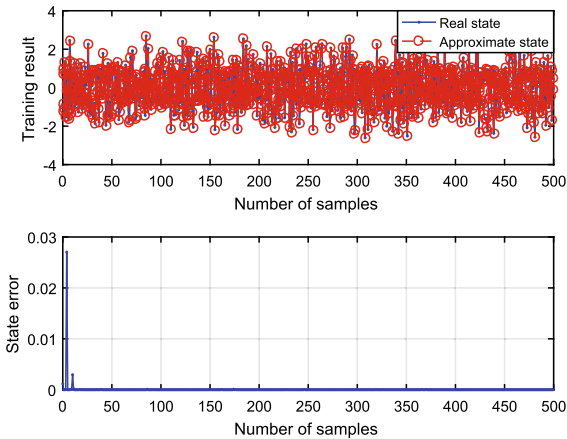 4
2
0
-2
-4
Training result
Real state
Approximate state
0 50 100 150 200 250 300 350 400 450 500
Number of samples
0.03
0.02
0.01
0
State error
0 50 100 150 200 250 300 350 400 450 500
Number of samples